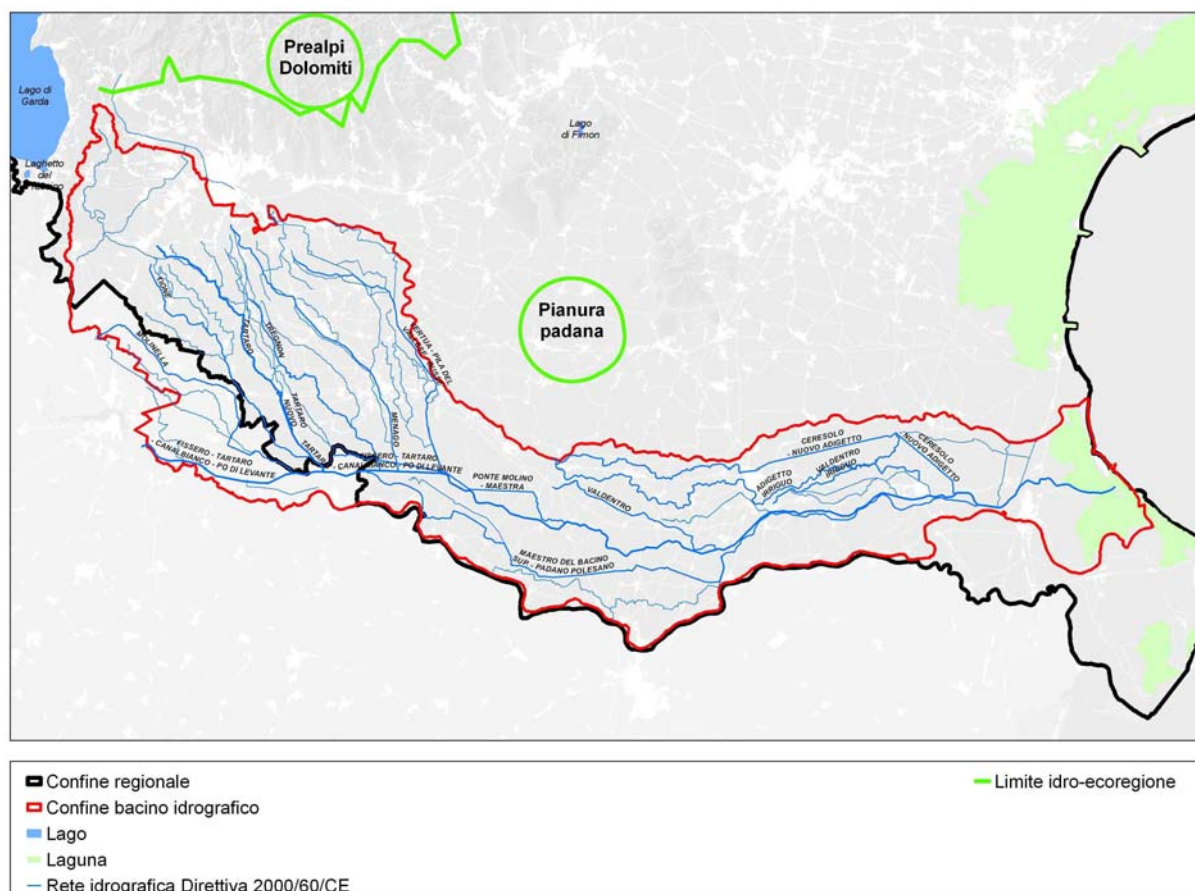 Prealpi
Dolomiti
Lago di
Garda
Lago
di Fimon
Laghetto
del
Pianura
padana
TIONE
TARTARO
TREGNON
MOLINELLA
TARTARO
NUOVO
MENAGO
FISSERO - TARTARO
- CANALBIANCO - PO DI LEVANTE
TARTARO
FISSERO - TARTARO
- CANALBIANCO - PO DI LEVANTE
PONTE MOLINO
- MAESTRA
VALDENTRO
CERESOLO
- NUOVO ADIGETTO
ADIGETTO
IRRIGUO
VALDENTRO
IRRIGUO
CERESOLO
- NUOVO ADIGETTO
MAESTRO DEL BACINO
SUP - PADANO POLESANO
Confine regionale
Confine bacino idrografico
Lago
Laguna
Rete idrografica Direttiva 2000/60/CE
Limite idro-ecoregione